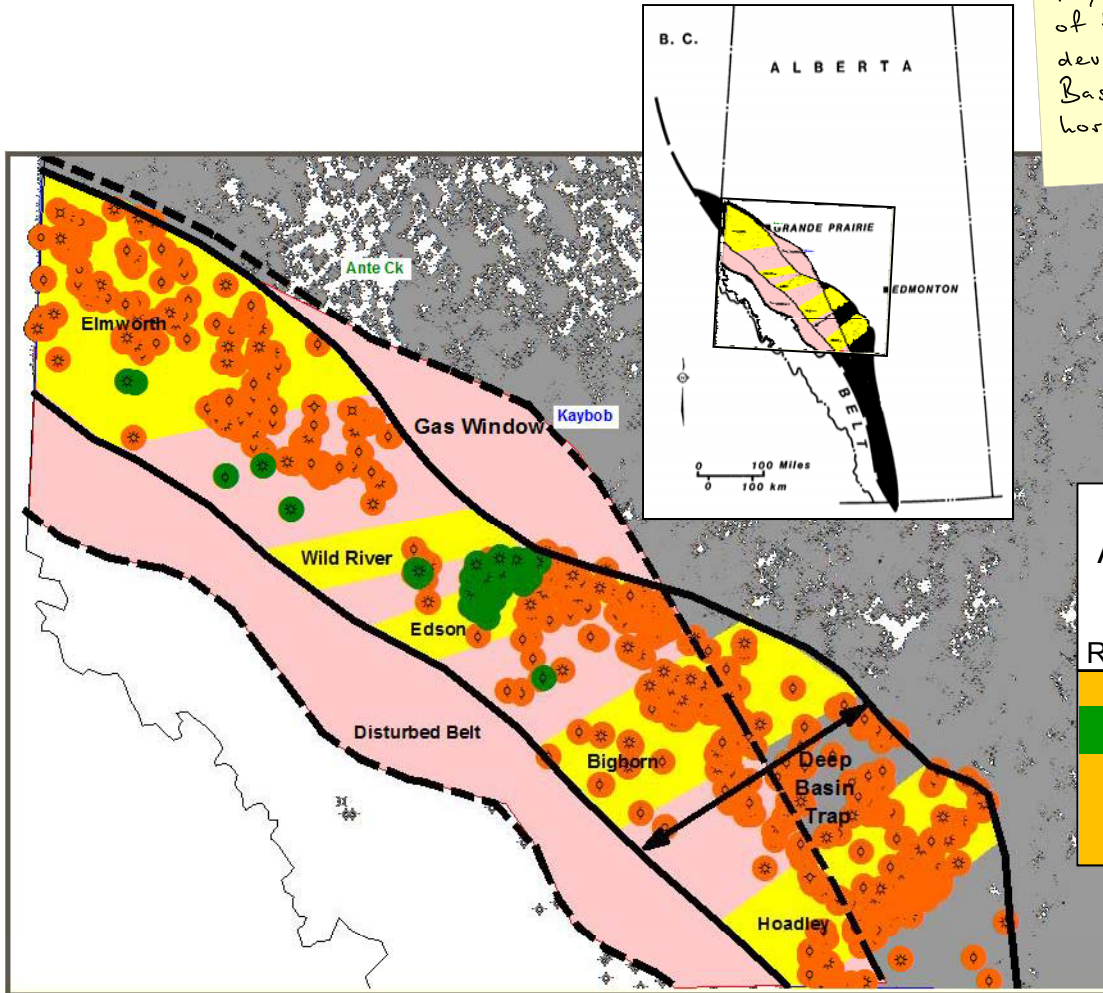 B. C.
A L B E R T A
GRANDE PRAIRIE
EDMONTON
BELT
0 100 Miles
0 100 km
of
dev
Bas
hor
Ante Ck
Elmworth
Kaybob
Gas Window
Wild River
Edson
Disturbed Belt
Bighorn
Deep
Basin
Trap
Hoadley
A
R